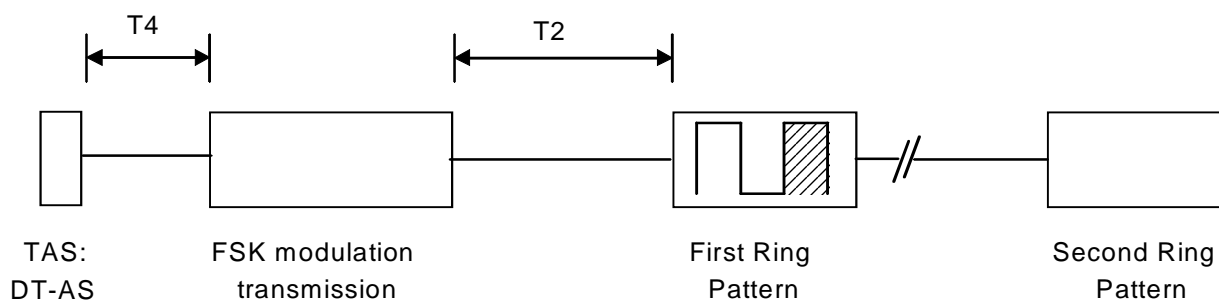 T4
T2
TAS:
DT-AS
FSK modulation
transmission
First Ring
Pattern
Second Ring
Pattern